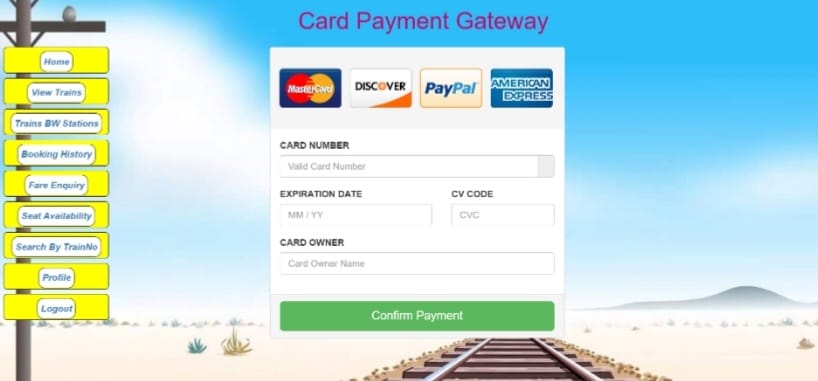 Card Payment Gateway
Home
View Trains
Trains BW Stations
Booking History
Fare Enquiry
Seat Availability
Search By TrainNo
Profile
Logout
MasterCard DISCOVER PayPal AMERICAN EXPRESS
CARD NUMBER
Valid Card Number
EXPIRATION DATE CV CODE
MM / YY CVC
CARD OWNER
Card Owner Name
Confirm Payment